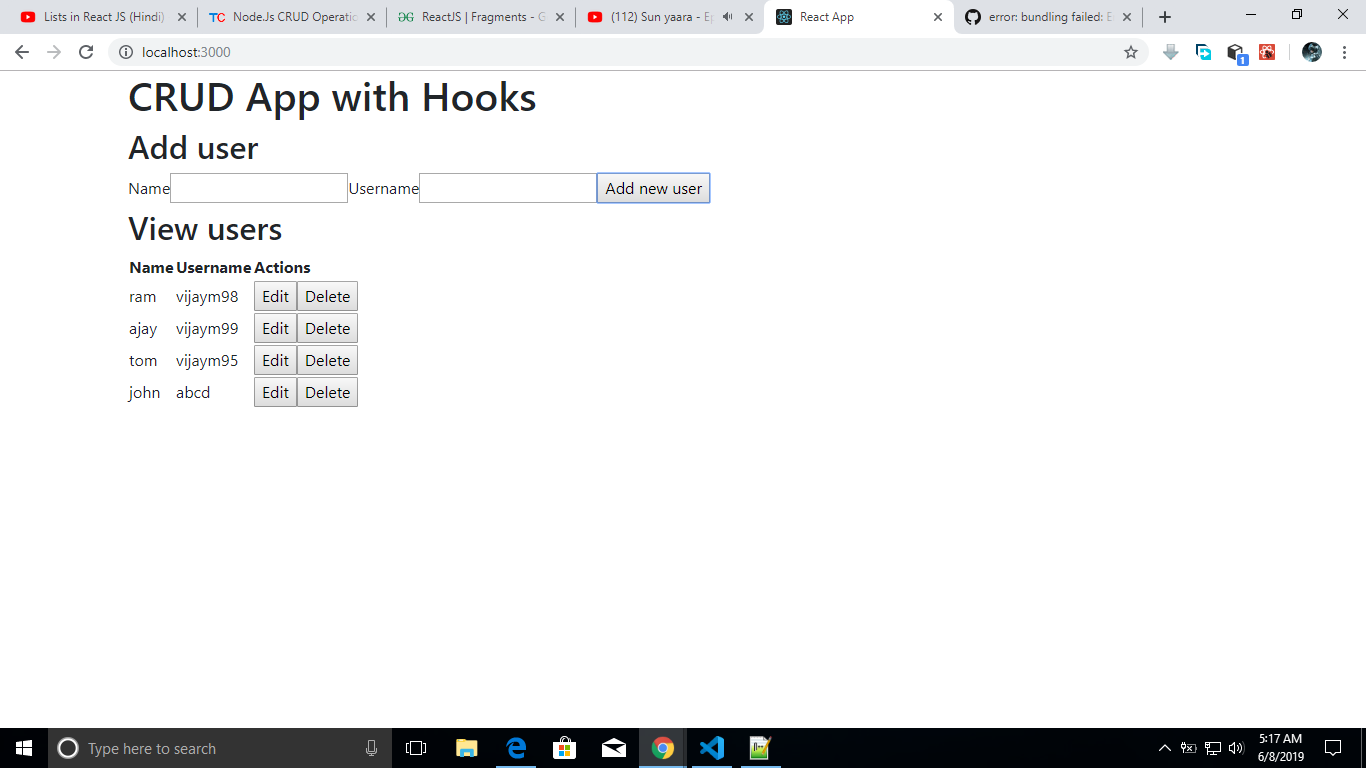 Lists in React JS (Hindi)
TC Node.Js CRUD Operatio
ReactJS | Fragments - G
(112) Sun yaara - Ep
React App
error: bundling failed: E
localhost:3000
1
CRUD App with Hooks
Add user
Name Username Add new user
View users
Name Username Actions
ram vijaym98 Edit Delete
ajay vijaym99 Edit Delete
tom vijaym95 Edit Delete
john abcd Edit Delete
Type here to search
5:17 AM
6/8/2019